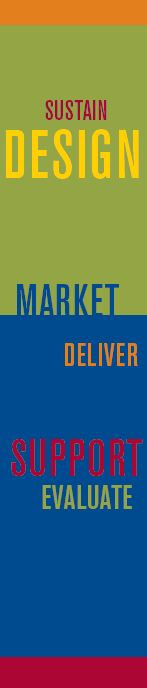 SUSTAIN
DESIGN
MARKET
DELIVER
SUPPORT
EVALUATE